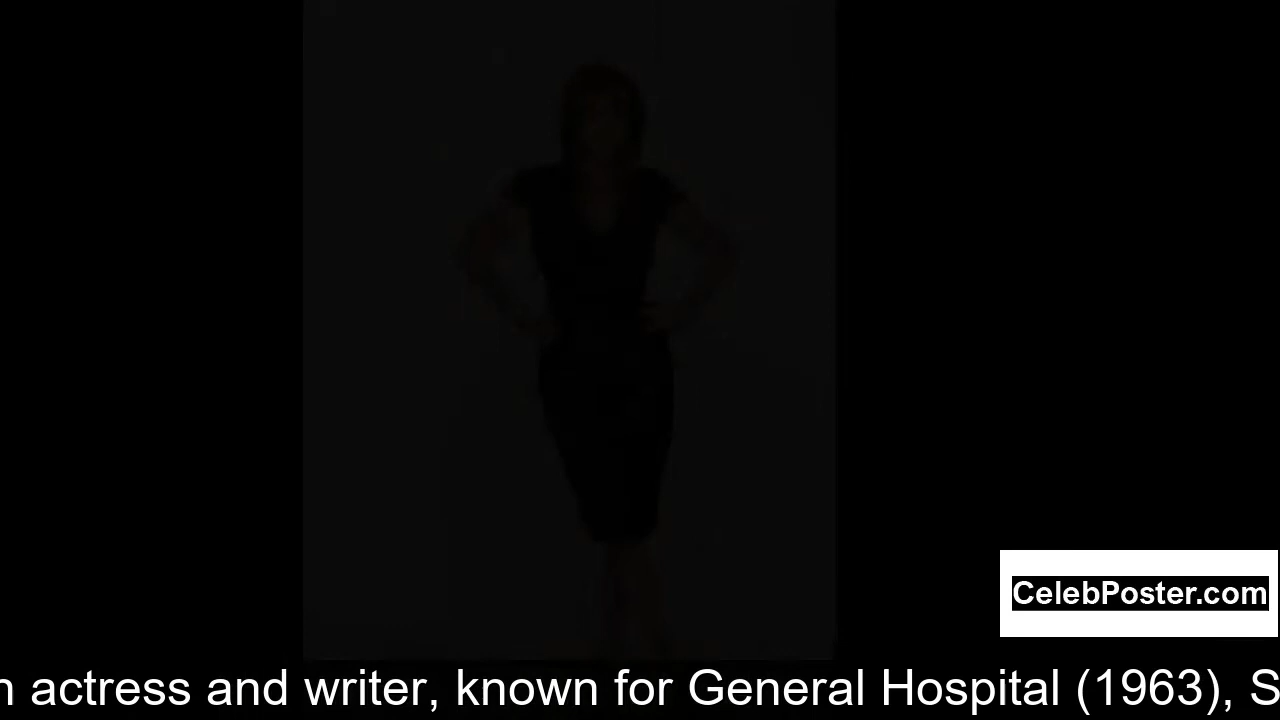 CelebPoster.com
n actress and writer, known for General Hospital (1963), S